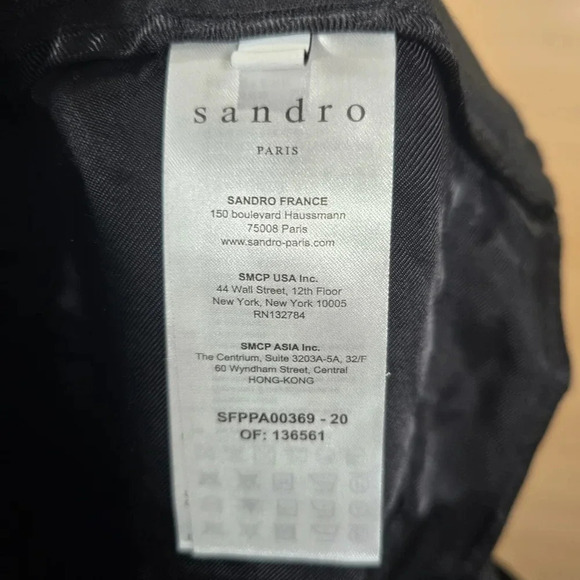 sandro
PARIS
SANDRO FRANCE
150 boulevard Haussmann
75008 Paris
www.sandro-paris.com
SMCP USA Inc.
44 Wall Street, 12th Floor
New York, New York 10005
RN132784
SMCP ASIA Inc.
The Centrium, Suite 3203A-5A, 32/F
60 Wyndham Street, Central
HONG-KONG
SFPPA00369 - 20
OF: 136561